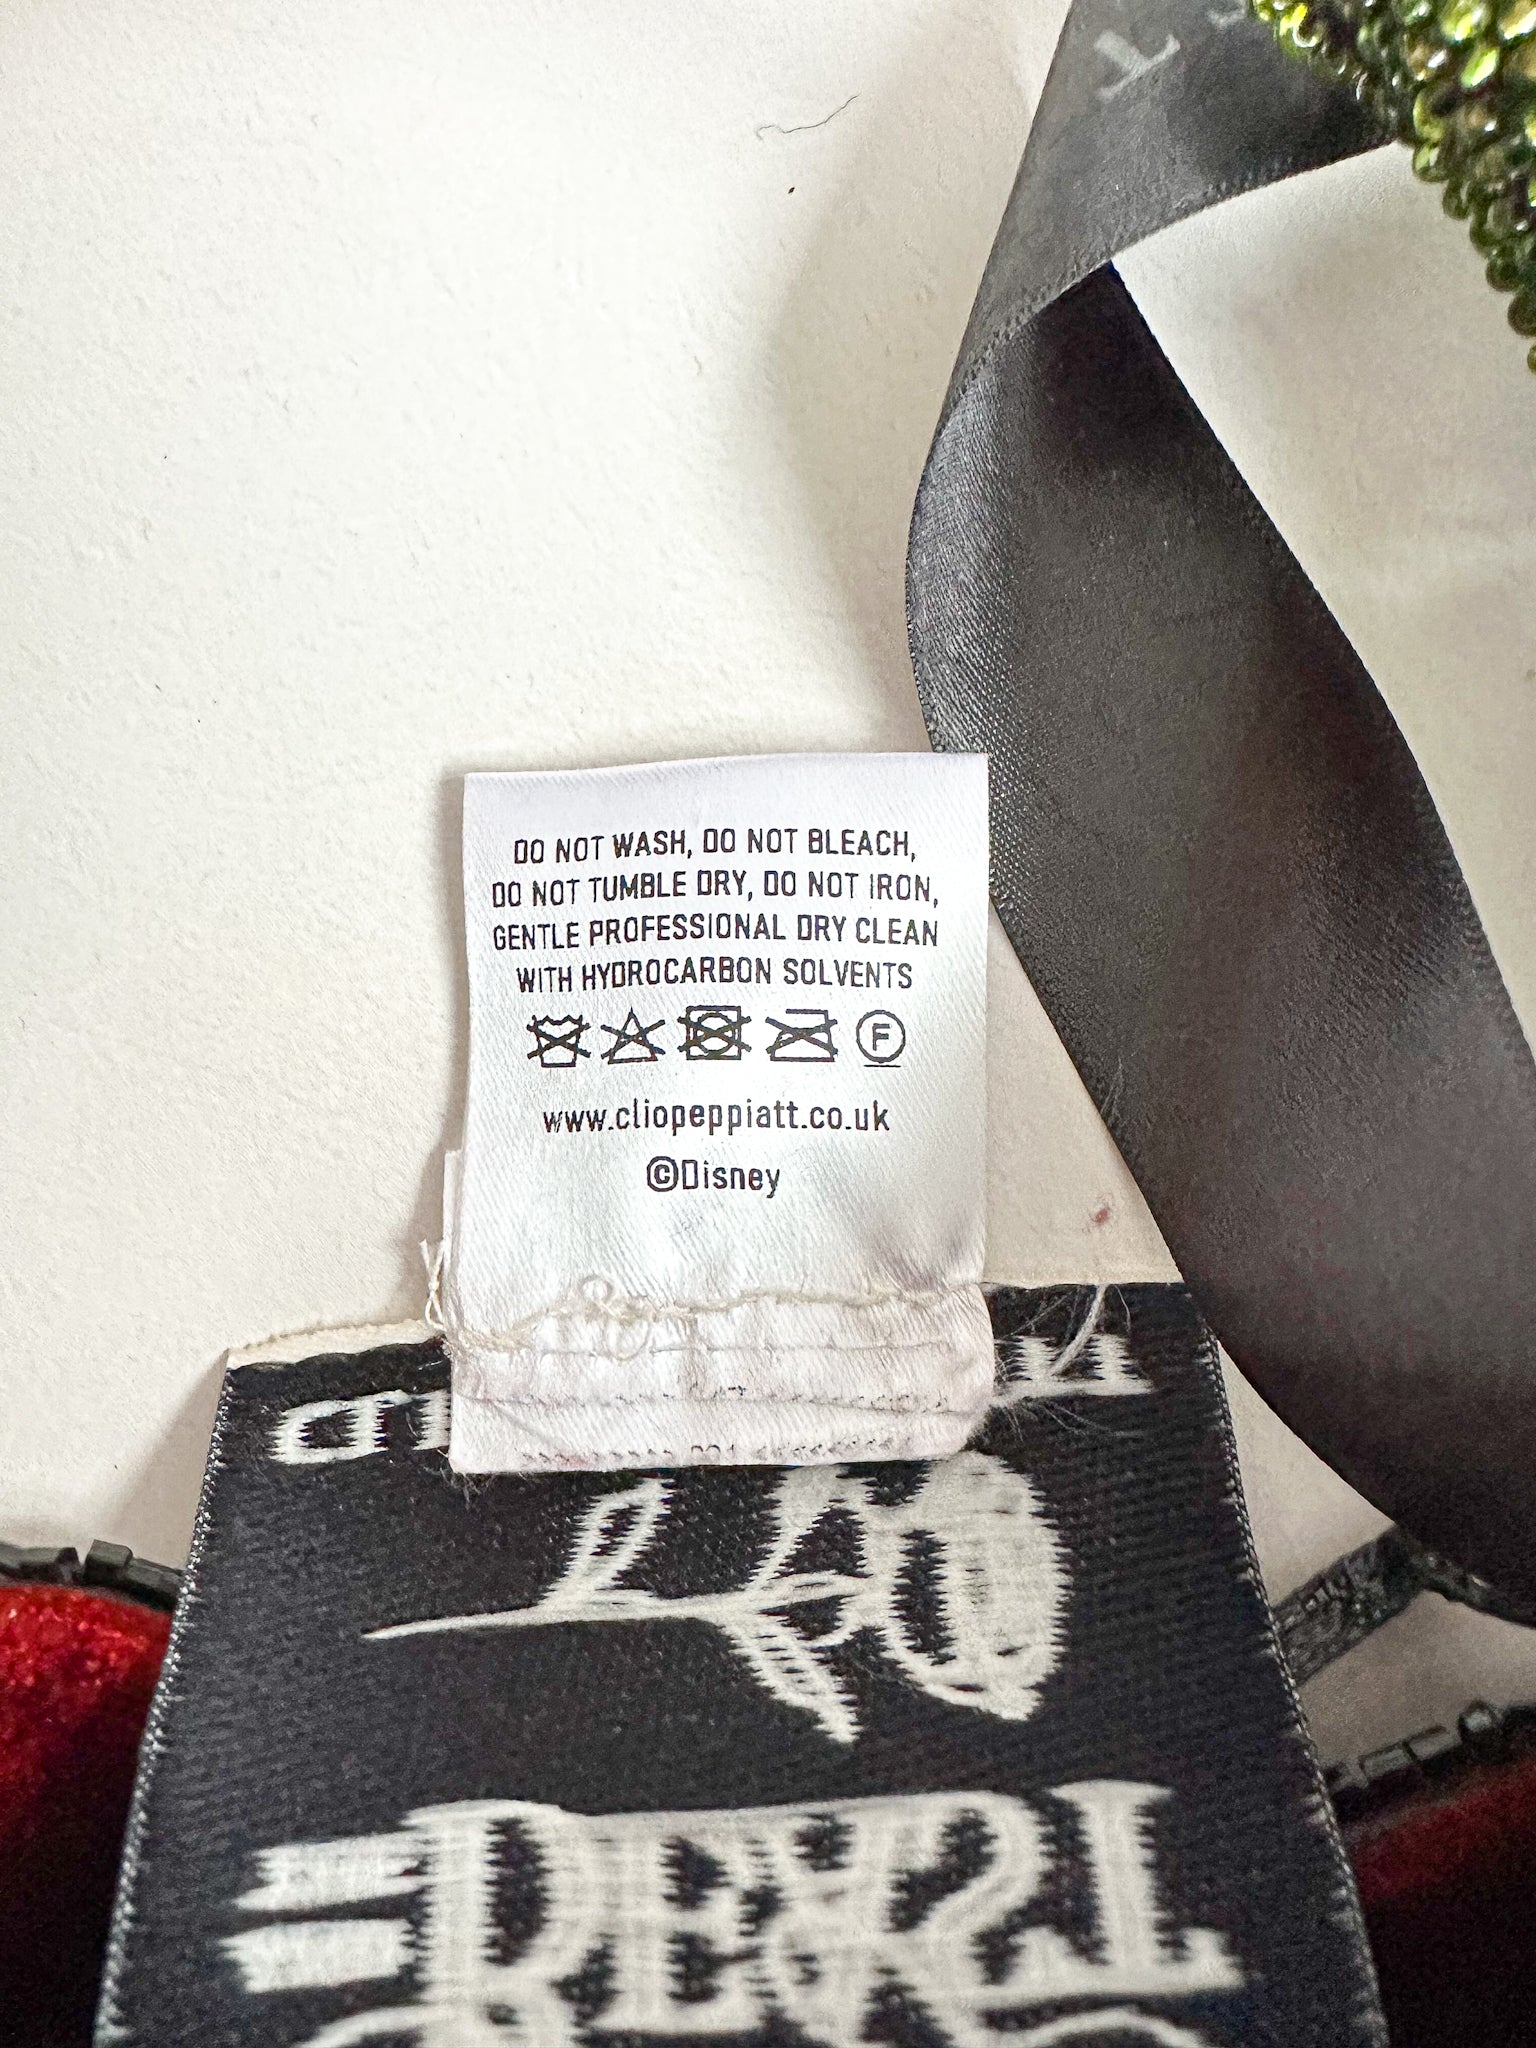 DO NOT WASH, DO NOT BLEACH,
DO NOT TUMBLE DRY, DO NOT IRON,
GENTLE PROFESSIONAL DRY CLEAN
WITH HYDROCARBON SOLVENTS
F
www.cliopeppiatt.co.uk
©Disney